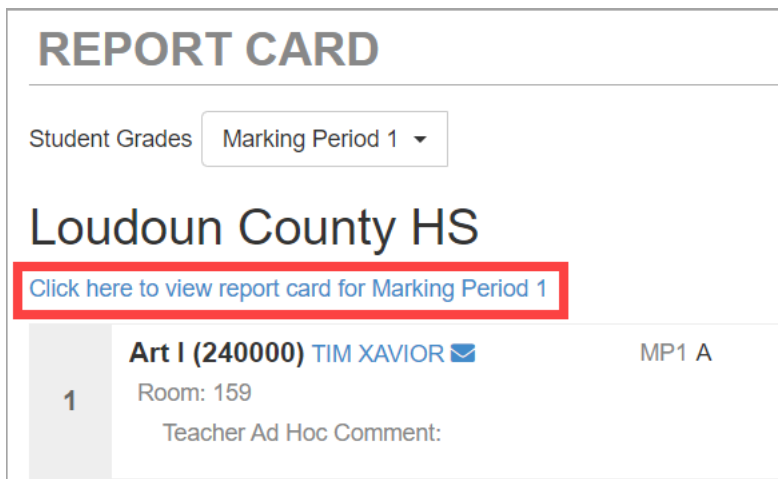 REPORT CARD
Student Grades Marking Period 1
Loudoun County HS
Click here to view report card for Marking Period 1
Art I (240000) TIM XAVIOR MP1 A
1
Room: 159
Teacher Ad Hoc Comment: